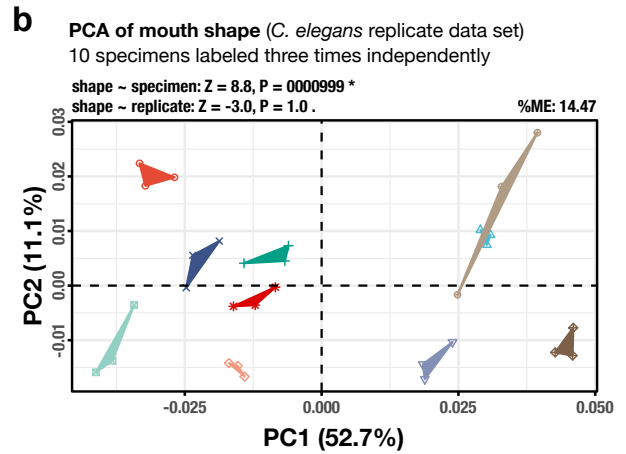 b
PCA of mouth shape (C. elegans replicate data set)
10 specimens labeled three times independently
shape ~ specimen: Z = 8.8, P = 0000999 *
shape ~ replicate: Z = -3.0, P = 1.0 .
%ME: 14.47
0.03
0.02
0.01
0.00
-0.01
PC2 (11.1%)
-0.025 0.000 0.025 0.050
PC1 (52.7%)